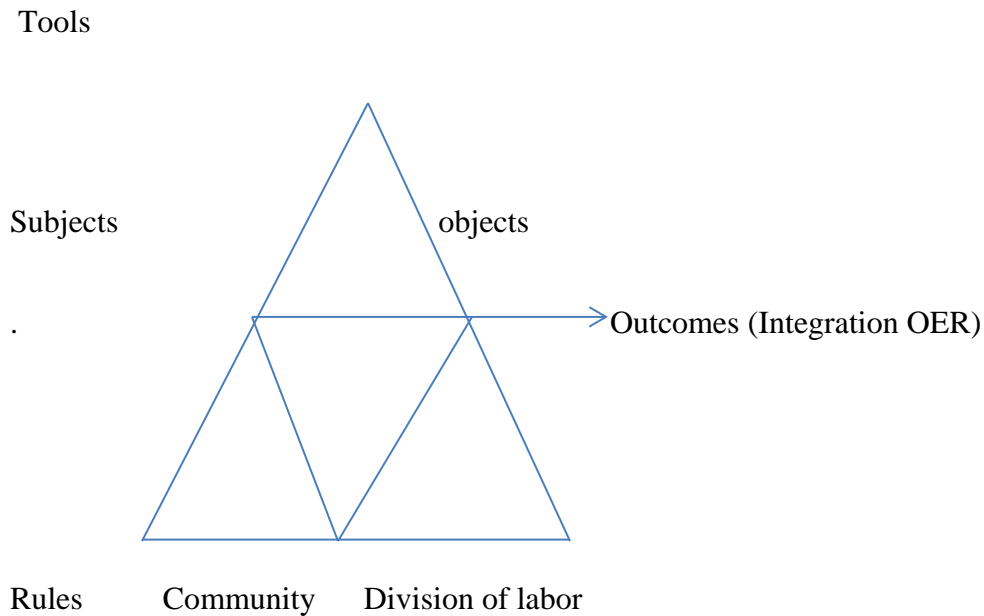 Tools
Subjects objects
. Outcomes (Integration OER)
Rules Community Division of labor